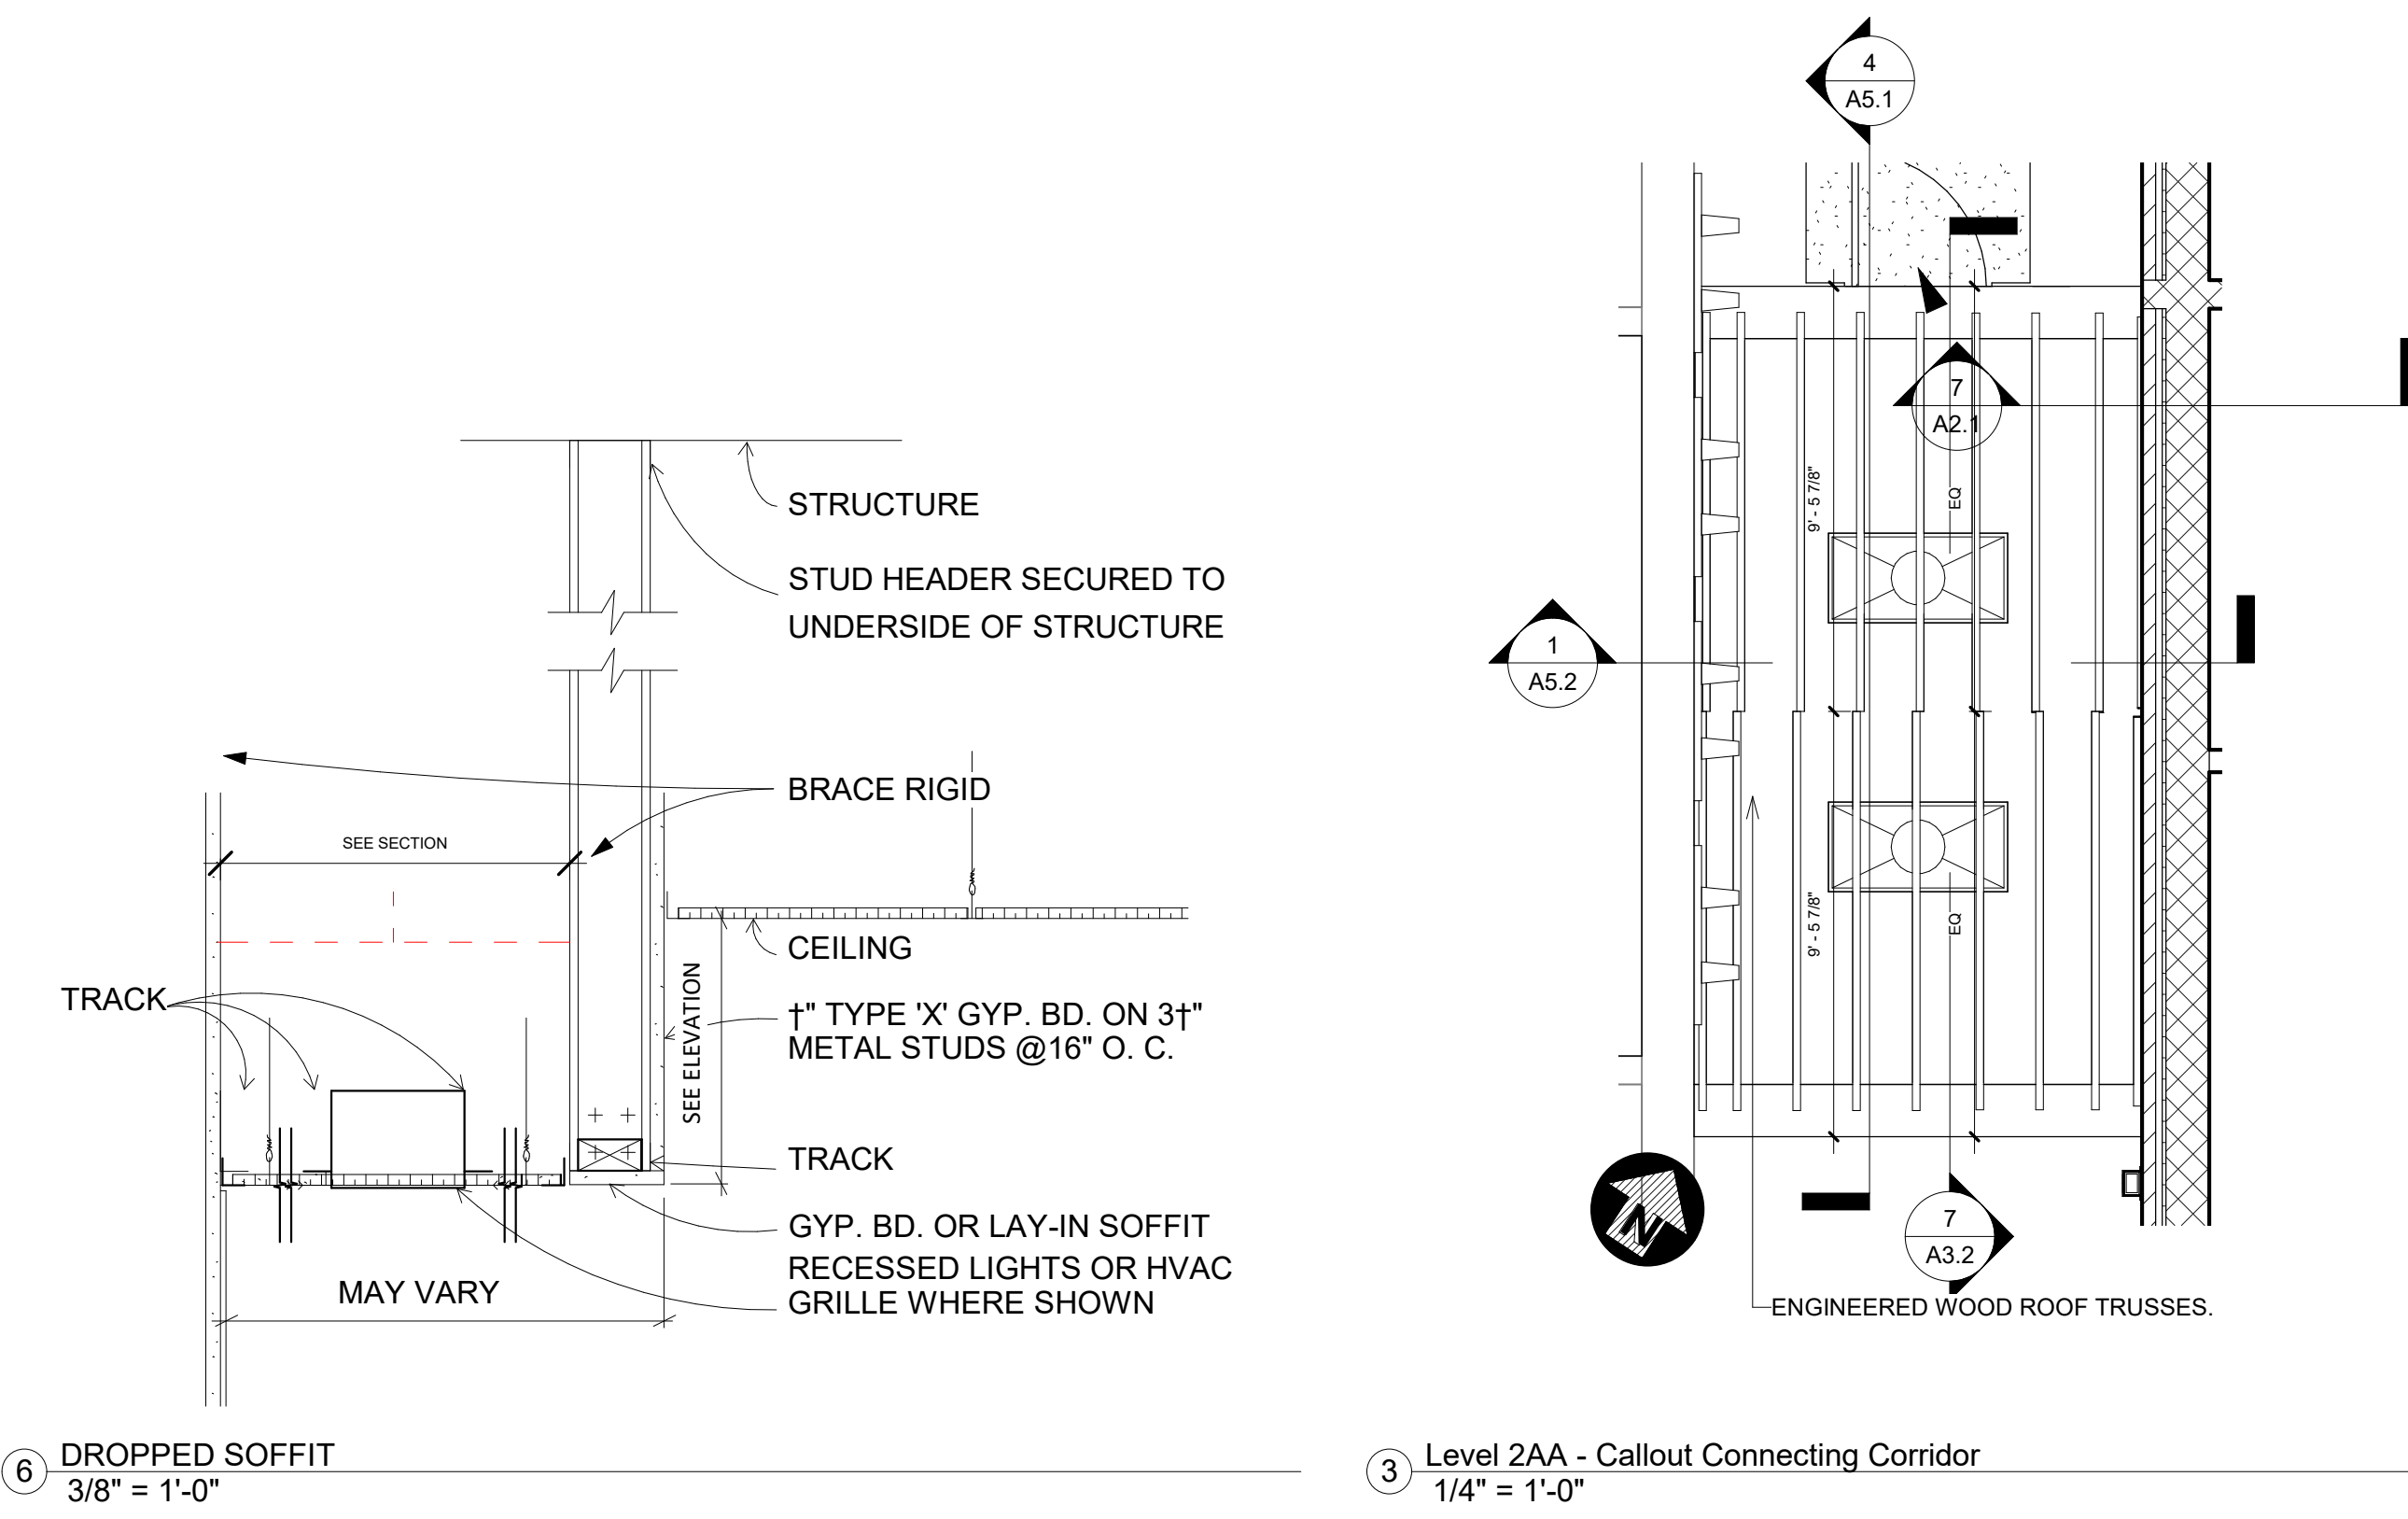 STRUCTURE
STUD HEADER SECURED TO
UNDERSIDE OF STRUCTURE
BRACE RIGID
SEE SECTION
CEILING
TRACK
SEE ELEVATION
†" TYPE 'X' GYP. BD. ON 3†"
METAL STUDS @16" O. C.
TRACK
GYP. BD. OR LAY-IN SOFFIT
RECESSED LIGHTS OR HVAC
GRILLE WHERE SHOWN
MAY VARY
6
DROPPED SOFFIT
3/8" = 1'-0"
4
A5.1
7
A2.1
9' - 5 7/8"
EQ
1
A5.2
9' - 5 7/8"
EQ
N
7
A3.2
ENGINEERED WOOD ROOF TRUSSES.
3
Level 2AA - Callout Connecting Corridor
1/4" = 1'-0"